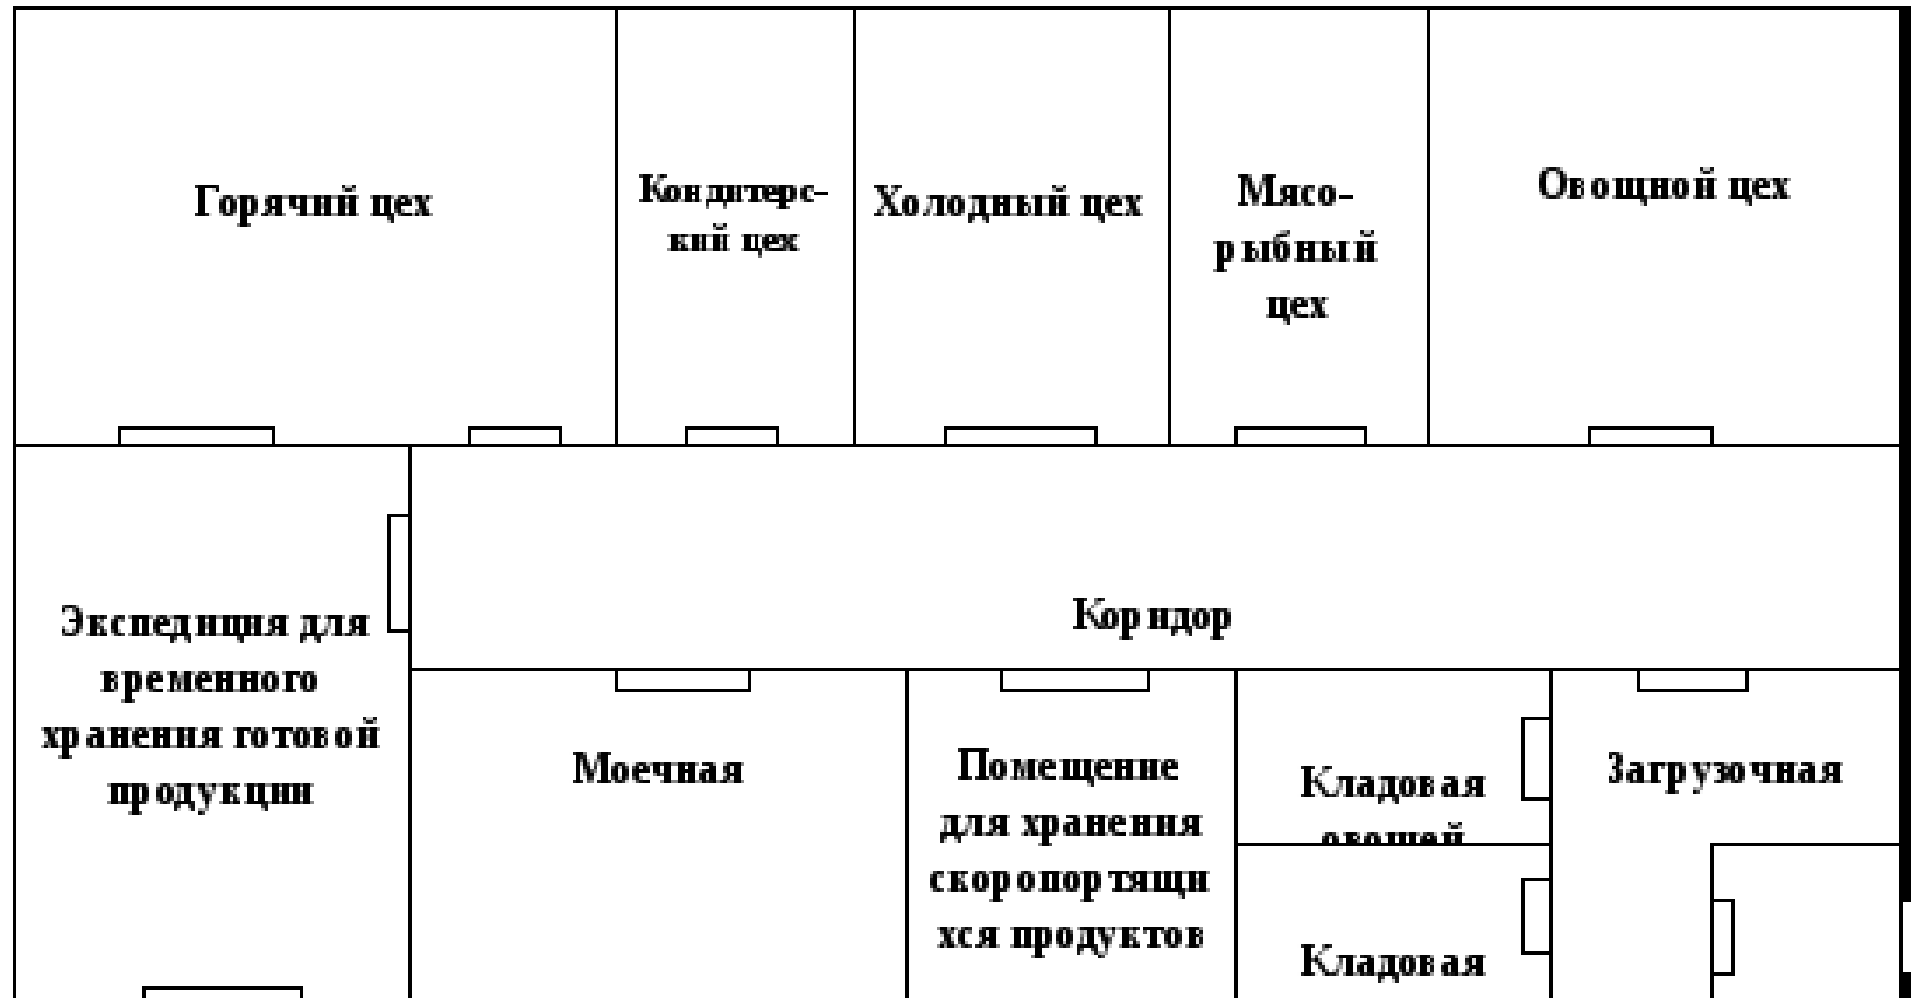 Горячий цех
Кондитерс-
кий цех
Холодный цех
Мясо-
рыбный
цех
Овощной цех
Коридор
Экспедиция для
временного
хранения готовой
продукции
Моечная
Помещение
для хранения
скоропортящи
хся продуктов
Кладовая
овощей
Загрузочная
Кладовая